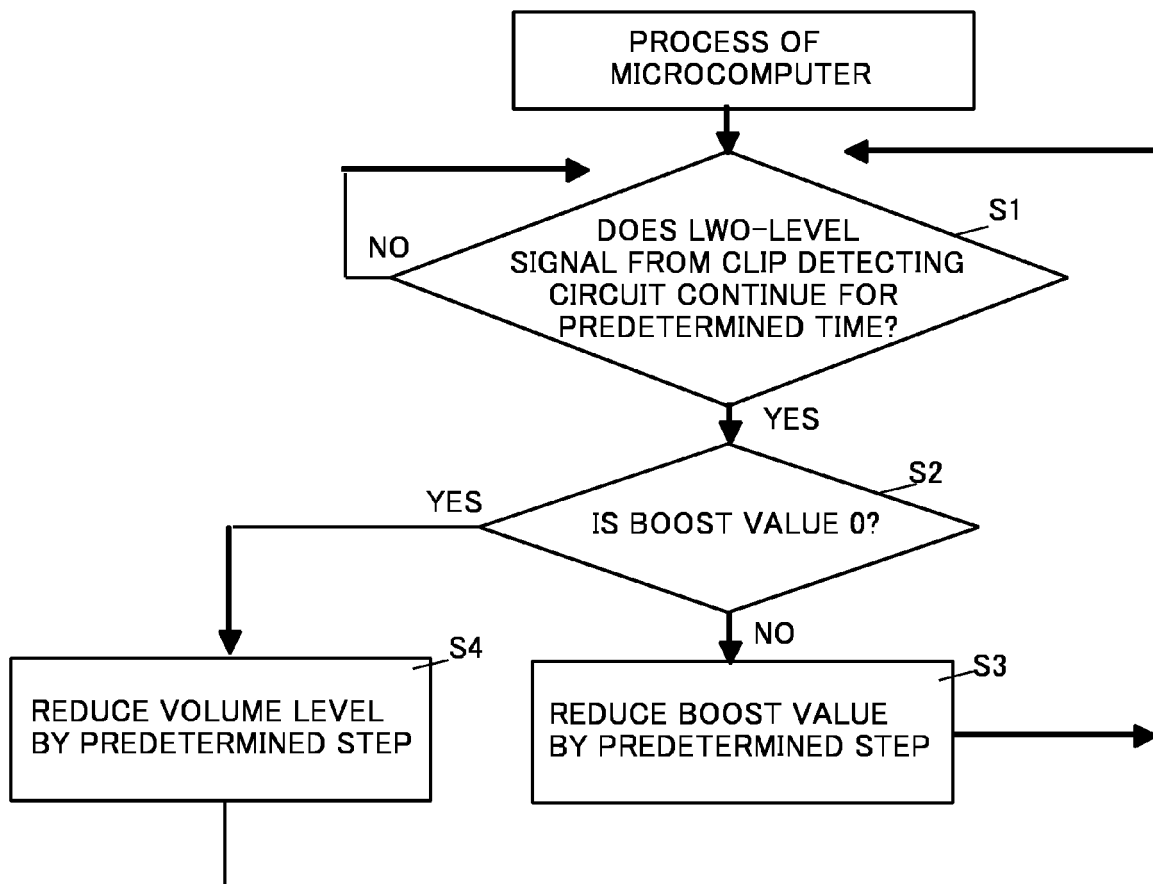 PROCESS OF
MICROCOMPUTER
S1
DOES LWO-LEVEL
SIGNAL FROM CLIP DETECTING
CIRCUIT CONTINUE FOR
PREDETERMINED TIME?
NO
YES
S2
IS BOOST VALUE 0?
YES
NO
S4
REDUCE VOLUME LEVEL
BY PREDETERMINED STEP
S3
REDUCE BOOST VALUE
BY PREDETERMINED STEP